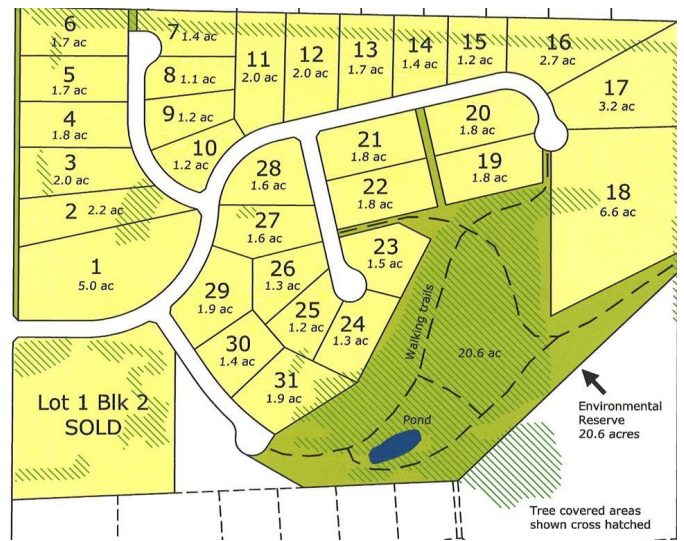 6
1.7 ac
7 1.4 ac
5
1.7 ac
8 1.1 ac
4
1.8 ac
9 1.2 ac
3
2.0 ac
10
1.2 ac
2 2.2 ac
1
5.0 ac
11
2.0 ac
12
2.0 ac
13
1.7 ac
14
1.4 ac
15
1.2 ac
16
2.7 ac
17
3.2 ac
18
6.6 ac
20
1.8 ac
19
1.8 ac
21
1.8 ac
22
1.8 ac
28
1.6 ac
27
1.6 ac
26
1.3 ac
25
1.2 ac
24
1.3 ac
23
1.5 ac
29
1.9 ac
30
1.4 ac
31
1.9 ac
Lot 1 Blk 2
SOLD
Walking trails
20.6 ac
Pond
Environmental
Reserve
20.6 acres
Tree covered areas
shown cross hatched